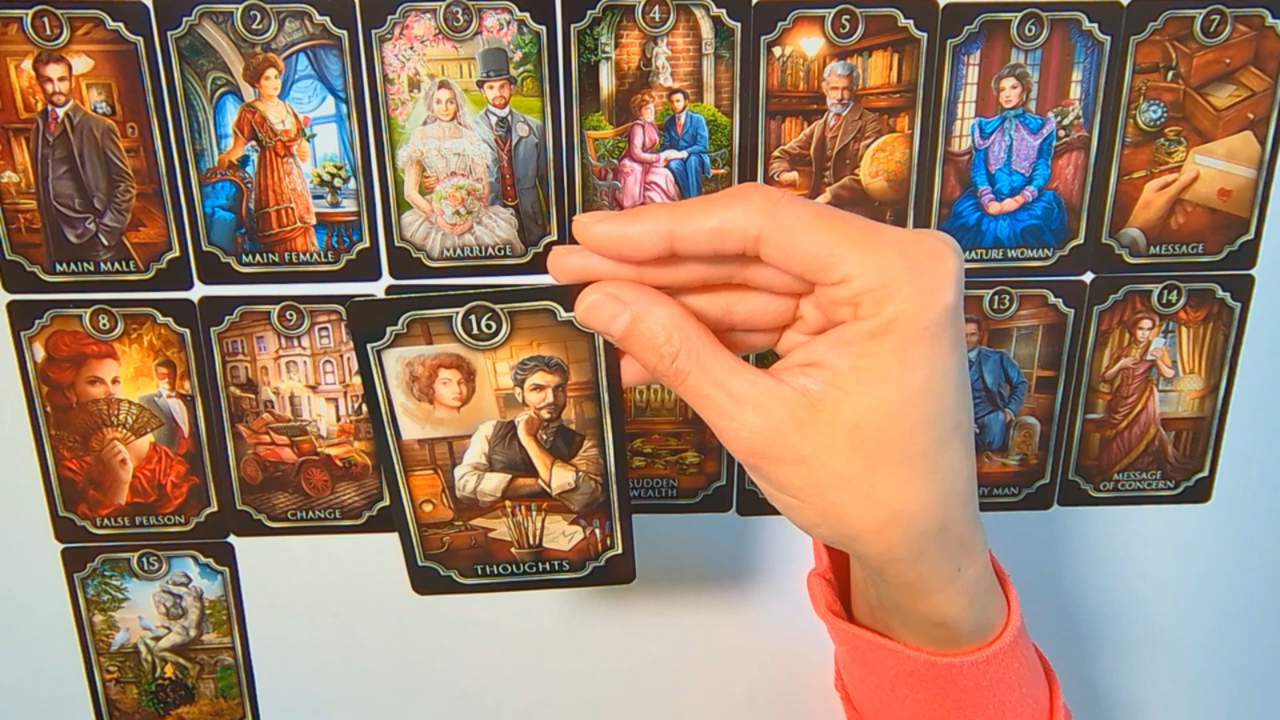 1
MAIN MALE
2
MAIN FEMALE
3
MARRIAGE
4
5
6
MATURE WOMAN
7
MESSAGE
8
FALSE PERSON
9
CHANGE
16
THOUGHTS
SUDDEN
WEALTH
13
MAN
14
MESSAGE
OF CONCERN
15